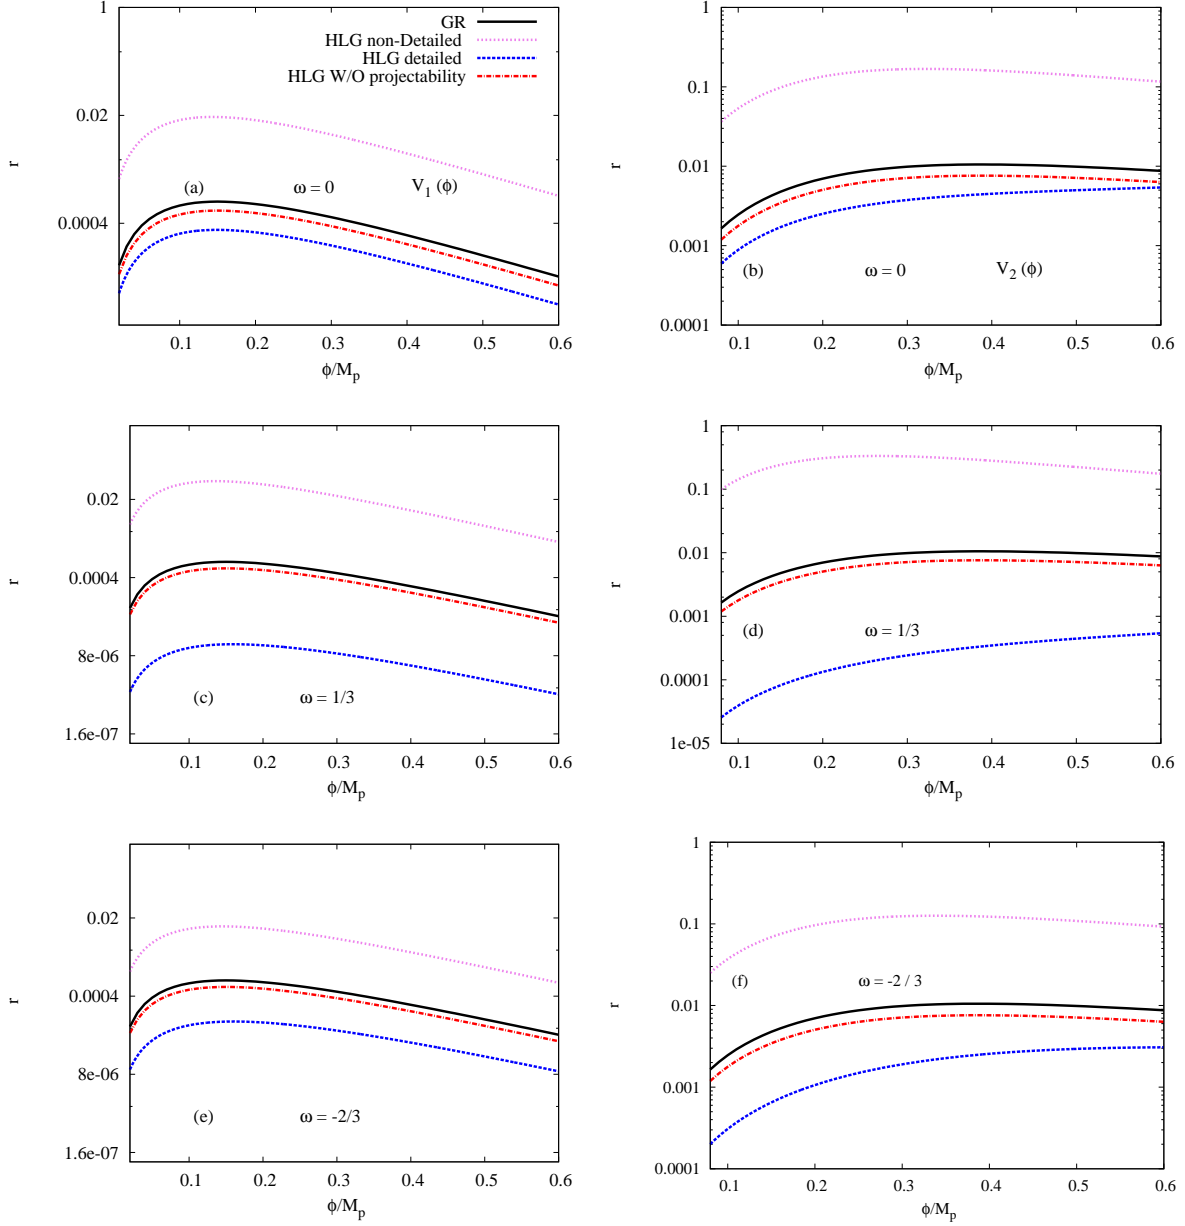 1
0.02
0.0004
r
GR
HLG non-Detailed
HLG detailed
HLG W/O projectability
(a) ω = 0 V1 (ϕ)
0.1 0.2 0.3 0.4 0.5 0.6
ϕ/Mp
1
0.1
0.01
0.001
0.0001
r
(b) ω = 0 V2 (ϕ)
0.1 0.2 0.3 0.4 0.5 0.6
ϕ/Mp
0.02
0.0004
8e-06
1.6e-07
r
(c) ω = 1/3
0.1 0.2 0.3 0.4 0.5 0.6
ϕ/Mp
1
0.1
0.01
0.001
0.0001
1e-05
r
(d) ω = 1/3
0.1 0.2 0.3 0.4 0.5 0.6
ϕ/Mp
0.02
0.0004
8e-06
1.6e-07
r
(e) ω = -2/3
0.1 0.2 0.3 0.4 0.5 0.6
ϕ/Mp
1
0.1
0.01
0.001
0.0001
r
(f) ω = -2 / 3
0.1 0.2 0.3 0.4 0.5 0.6
ϕ/Mp